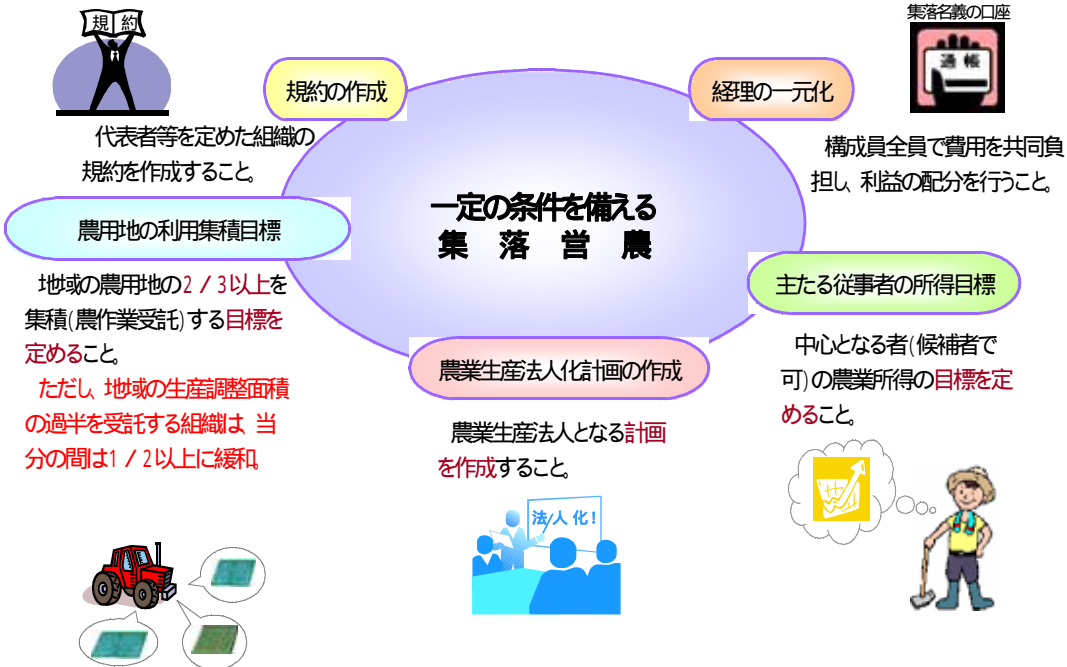 規約
集落名義の口座
通帳
規約の作成
経理の一元化
代表者等を定めた組織の
規約を作成すること。
構成員全員で費用を共同負
担し、利益の配分を行うこと。
一定の条件を備える
集落営農
農用地の利用集積目標
地域の農用地の2/3以上を
集積(農作業受託)する目標を
定めること。
ただし、地域の生産調整面積
の過半を受託する組織は、当
分の間は1/2以上に緩和。
主たる従事者の所得目標
中心となる者(候補者で
可)の農業所得の目標を定
めること。
農業生産法人化計画の作成
農業生産法人となる計画
を作成すること。
法人化!